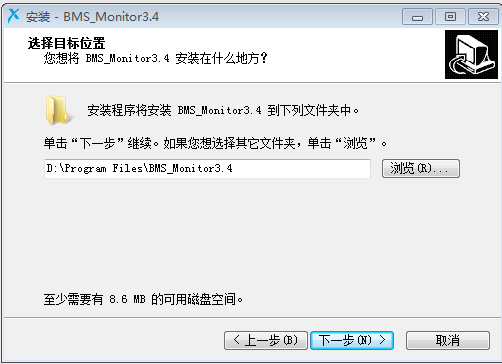 安装 - BMS_Monitor3.4
选择目标位置
您想将 BMS_Monitor3.4 安装在什么地方？
安装程序将安装 BMS_Monitor3.4 到下列文件夹中。
单击“下一步”继续。如果您想选择其它文件夹，单击“浏览”。
D:\Program Files\BMS_Monitor3.4
浏览(R)...
至少需要有 8.6 MB 的可用磁盘空间。
< 上一步(B)
下一步(N) >
取消